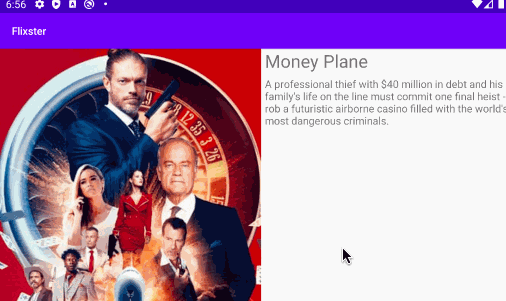 6:56
Flixster
Money Plane
A professional thief with $40 million in debt and his
family's life on the line must commit one final heist -
rob a futuristic airborne casino filled with the world's
most dangerous criminals.